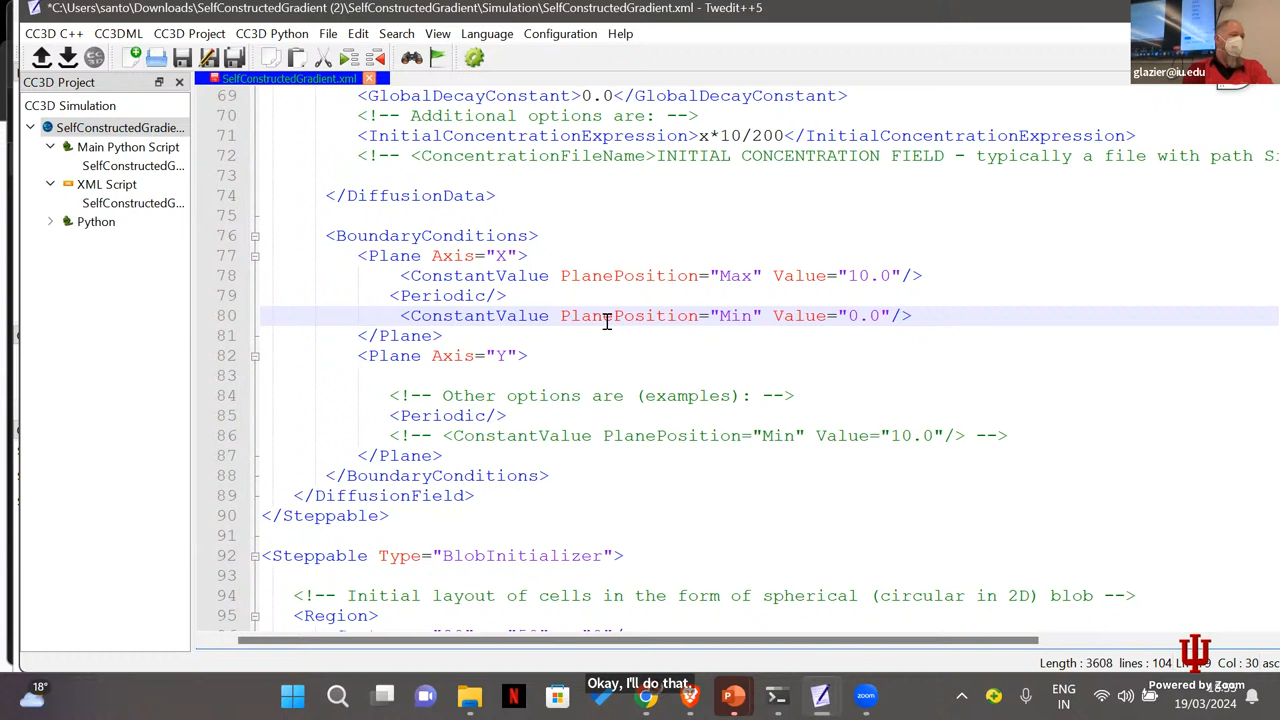 *C:\Users\santo\Downloads\SelfConstructedGradient (2)\SelfConstructedGradient\Simulation\SelfConstructedGradient.xml - Twedit++5
CC3D C++ CC3DML CC3D Project CC3D Python File Edit Search View Language Configuration Help
glazier@iu.edu
CC3D Project
SelfConstructedGradient.xml
CC3D Simulation
SelfConstructedGradie...
Main Python Script
SelfConstructedG...
XML Script
SelfConstructedG...
Python
69 <GlobalDecayConstant>0.0</GlobalDecayConstant>
70 <!-- Additional options are: -->
71 <InitialConcentrationExpression>x*10/200</InitialConcentrationExpression>
72 <!-- <ConcentrationFileName>INITIAL CONCENTRATION FIELD - typically a file with path Si
73
74 </DiffusionData>
75
76 <BoundaryConditions>
77 <Plane Axis="X">
78 <ConstantValue PlanePosition="Max" Value="10.0"/>
79 <Periodic/>
80 <ConstantValue PlanePosition="Min" Value="0.0"/>
81 </Plane>
82 <Plane Axis="Y">
83
84 <!-- Other options are (examples): -->
85 <Periodic/>
86 <!-- <ConstantValue PlanePosition="Min" Value="10.0"/> -->
87 </Plane>
88 </BoundaryConditions>
89 </DiffusionField>
90 </Steppable>
91
92 <Steppable Type="BlobInitializer">
93
94 <!-- Initial layout of cells in the form of spherical (circular in 2D) blob -->
95 <Region>
Length : 3608 lines : 104 Col : 30 asc
Okay, I'll do that,
18°
ENG
IN
Powered by Zoom
19/03/2024